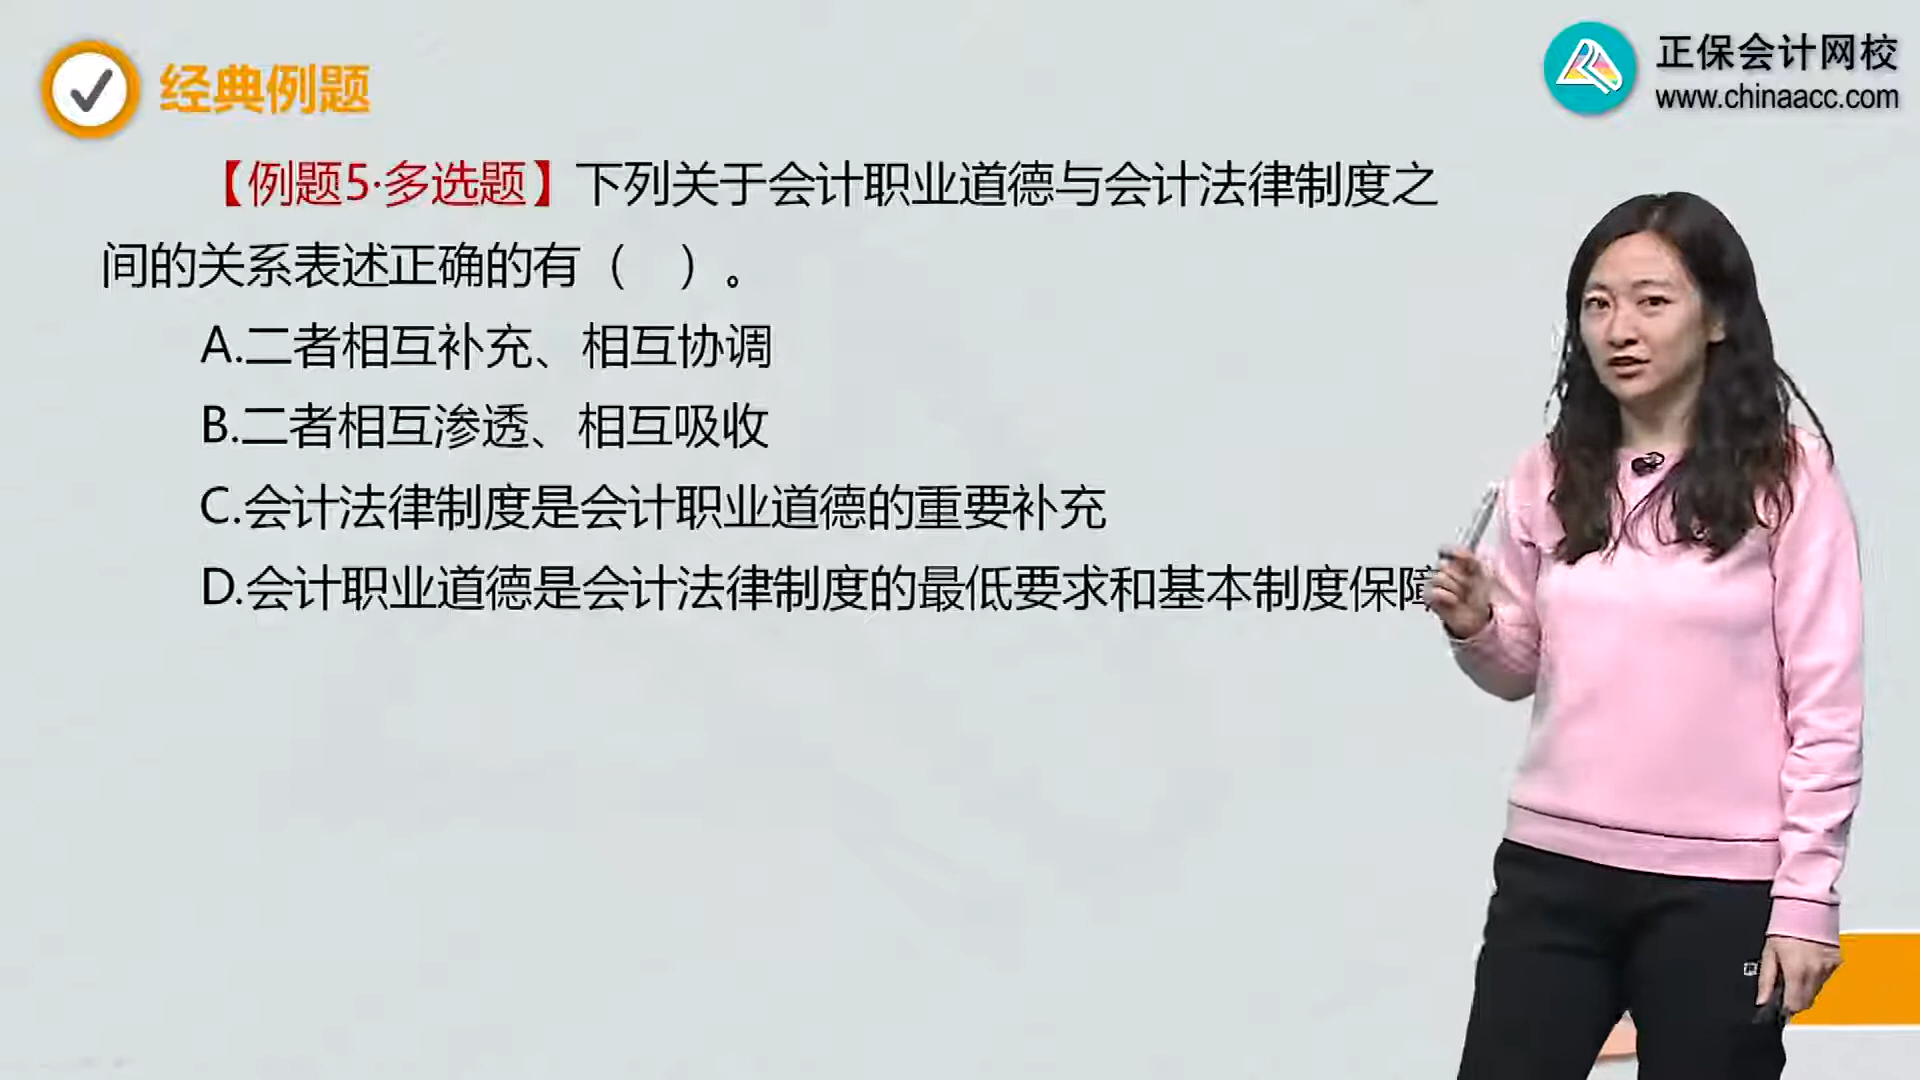 经典例题
正保会计网校
www.chinaacc.com
【例题5·多选题】下列关于会计职业道德与会计法律制度之
间的关系表述正确的有（ ）。
A.二者相互补充、相互协调
B.二者相互渗透、相互吸收
C.会计法律制度是会计职业道德的重要补充
D.会计职业道德是会计法律制度的最低要求和基本制度保障